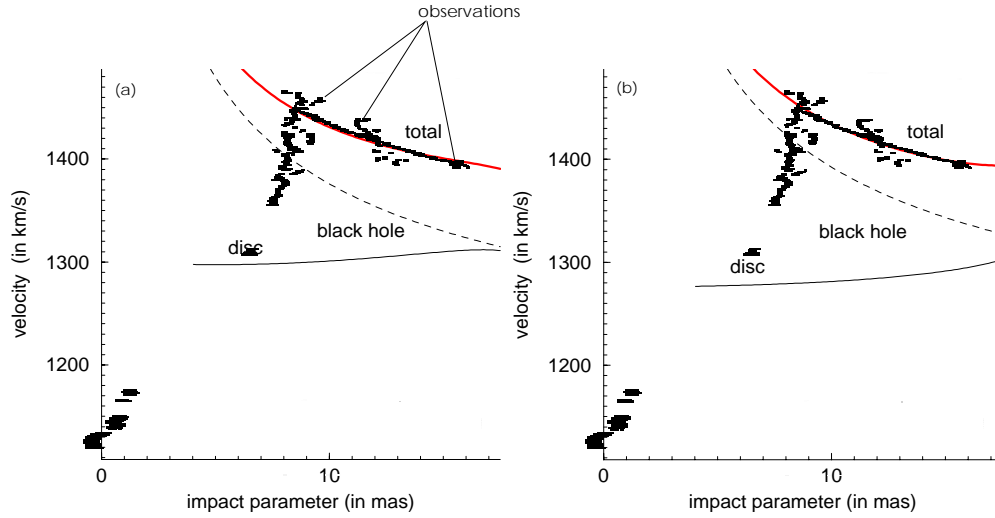 observations
(a)
total
1400
black hole
disc
1300
1200
velocity (in km/s)
0
10
impact parameter (in mas)
(b)
total
1400
black hole
disc
1300
1200
velocity (in km/s)
0
10
impact parameter (in mas)